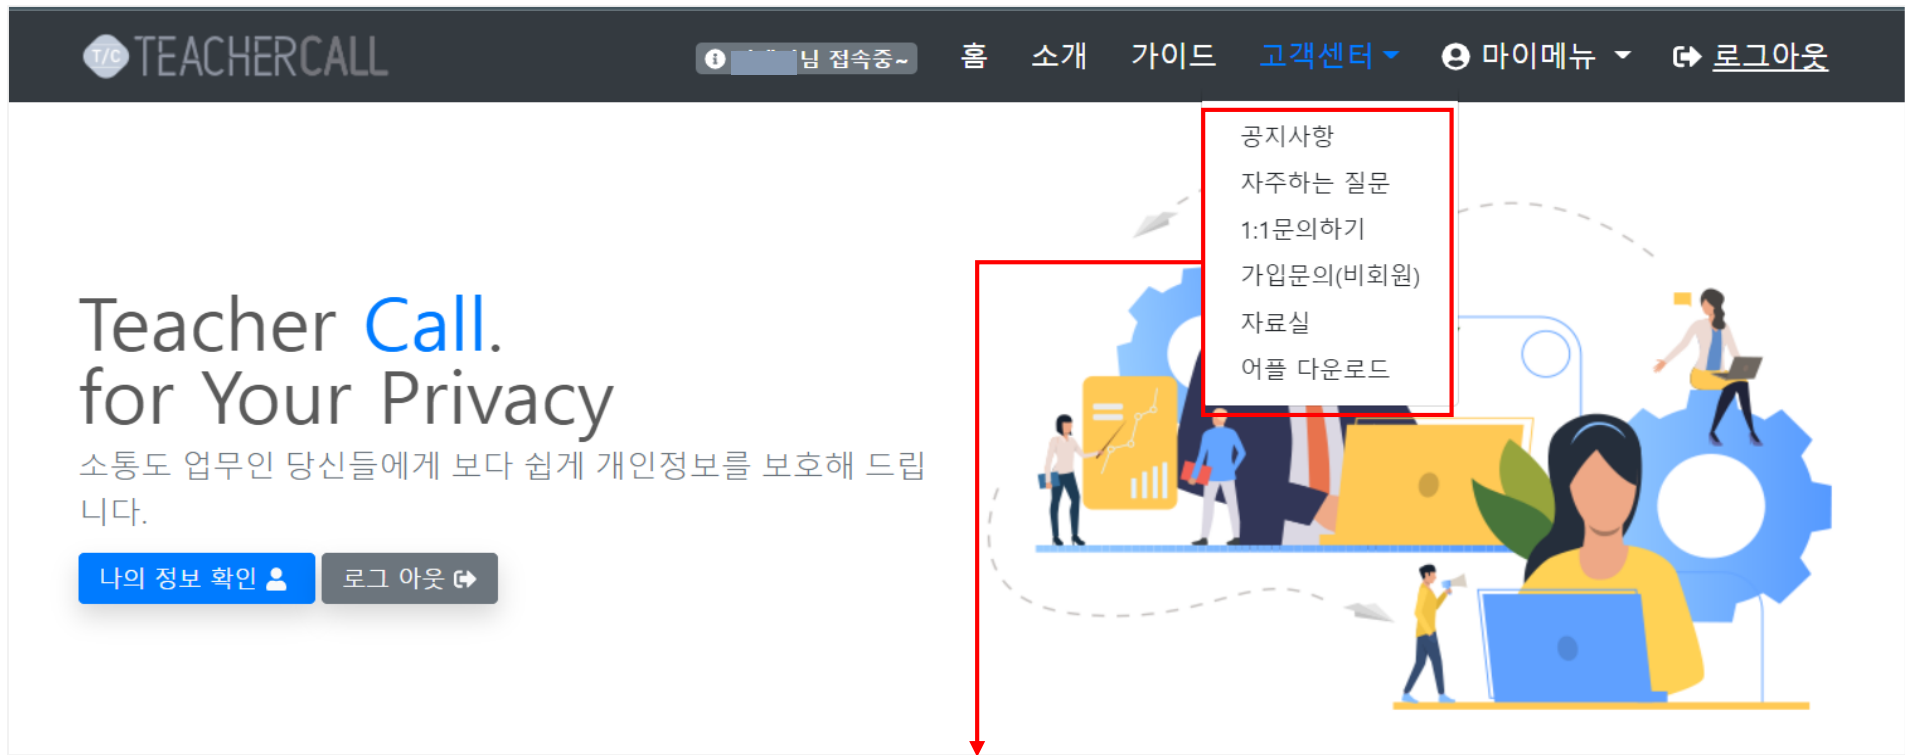 T/C TEACHERCALL
님 접속중~
홈
소개
가이드
고객센터
마이메뉴
로그아웃
공지사항
자주하는 질문
1:1문의하기
가입문의(비회원)
자료실
어플 다운로드
Teacher Call.
for Your Privacy
소통도 업무인 당신들에게 보다 쉽게 개인정보를 보호해 드립
니다.
나의 정보 확인
로그 아웃